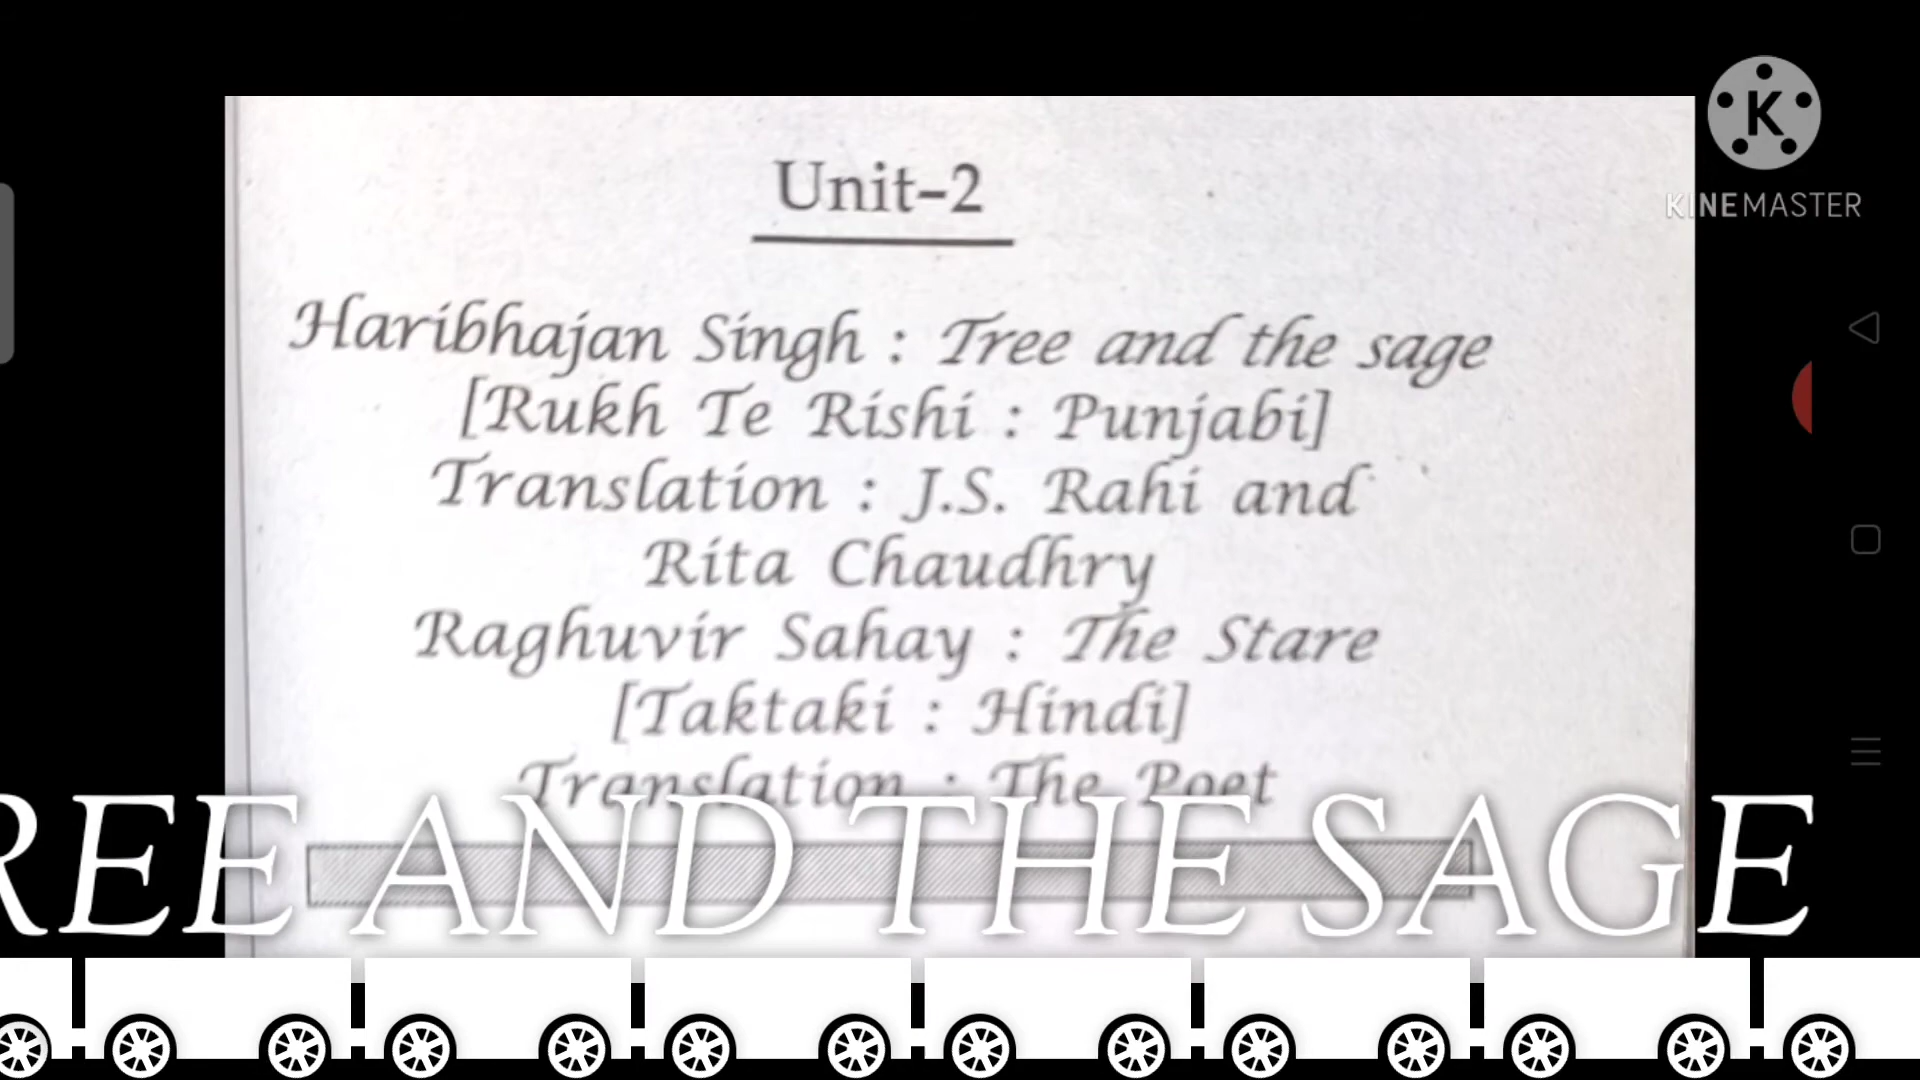 Unit-2
KINEMASTER
Haribhajan Singh : Tree and the sage
[Rukh Te Rishi : Punjabi]
Translation : J.S. Rahi and
Rita Chaudhry
Raghuvir Sahay : The Stare
[Taktaki : Hindi]
Translation : The Poet
REE AND THE SAGE